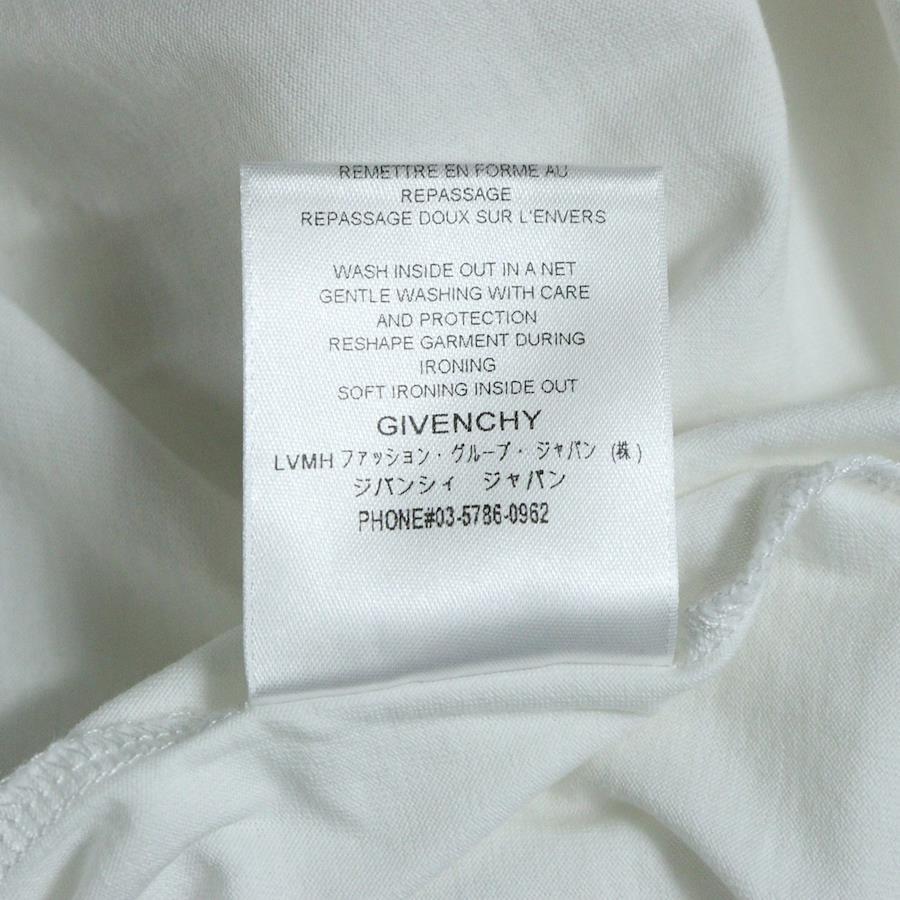 REMETTRE EN FORME AU
REPASSAGE
REPASSAGE DOUX SUR L'ENVERS
WASH INSIDE OUT IN A NET
GENTLE WASHING WITH CARE
AND PROTECTION
RESHAPE GARMENT DURING
IRONING
SOFT IRONING INSIDE OUT
GIVENCHY
LVMH ファッション・グループ・ジャパン (株)
ジバンシィ ジャパン
PHONE#03-5786-0962